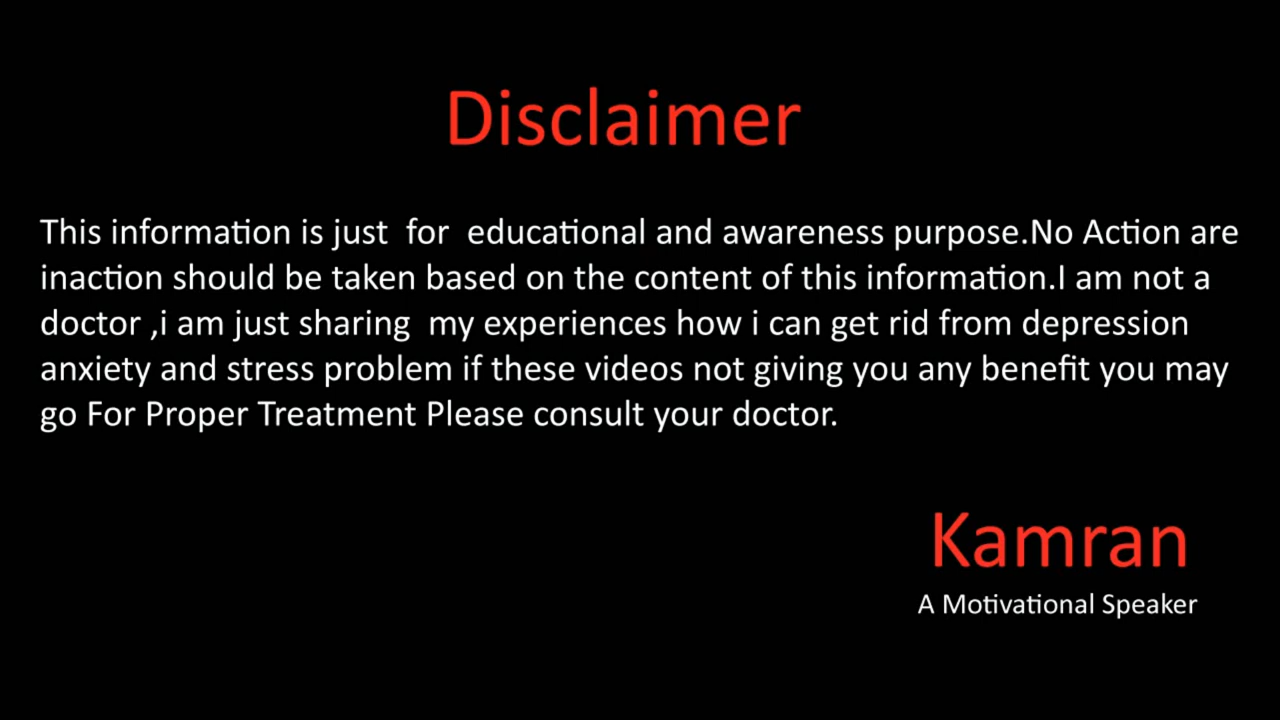 Disclaimer
This information is just  for  educational and awareness purpose.No Action are
inaction should be taken based on the content of this information.I am not a
doctor ,i am just sharing  my experiences how i can get rid from depression
anxiety and stress problem if these videos not giving you any benefit you may
go For Proper Treatment Please consult your doctor.
Kamran
A Motivational Speaker